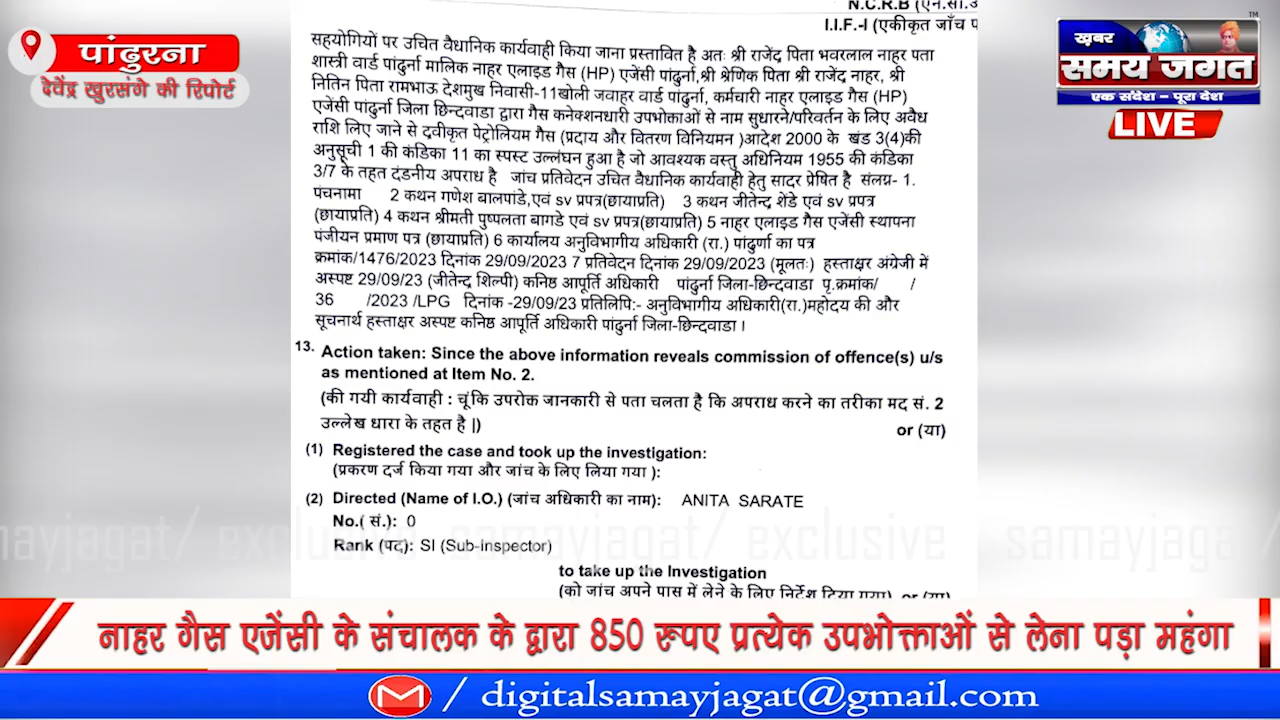 N.C.R.B (एन.सी.अ
I.I.F.-I (एकीकृत जाँच प
पांढुरना
देवेंद्र खुरसंगे की रिपोर्ट
ख़बर
समय जगत
एक संदेश - पूरा देश
TM
LIVE
सहयोगियों पर उचित वैधानिक कार्यवाही किया जाना प्रस्तावित है अतः श्री राजेंद पिता भवरलाल नाहर पता
शास्त्री वार्ड पांढुर्ना मालिक नाहर एलाइड गैस (HP) एजेंसी पांढुर्ना,श्री श्रेणिक पिता श्री राजेंद नाहर, श्री
नितिन पिता रामभाऊ देशमुख निवासी-11खोली जवाहर वार्ड पांढुर्ना, कर्मचारी नाहर एलाइड गैस (HP)
एजेंसी पांढुर्ना जिला छिन्दवाडा द्वारा गैस कनेक्शनधारी उपभोक्ताओं से नाम सुधारने/परिवर्तन के लिए अवैध
राशि लिए जाने से दवीकृत पेट्रोलियम गैस (प्रदाय और वितरण विनियमन )आदेश 2000 के खंड 3(4)की
अनुसूची 1 की कंडिका 11 का स्पस्ट उल्लंघन हुआ है जो आवश्यक वस्तु अधिनियम 1955 की कंडिका
3/7 के तहत दंडनीय अपराध है जांच प्रतिवेदन उचित वैधानिक कार्यवाही हेतु सादर प्रेषित है संलग्न- 1.
पंचनामा 2 कथन गणेश बालपांडे,एवं sv प्रपत्र(छायाप्रति) 3 कथन जीतेन्द्र शेंडे एवं sv प्रपत्र
(छायाप्रति) 4 कथन श्रीमती पुष्पलता बागडे एवं sv प्रपत्र(छायाप्रति) 5 नाहर एलाइड गैस एजेंसी स्थापना
पंजीयन प्रमाण पत्र (छायाप्रति) 6 कार्यालय अनुविभागीय अधिकारी (रा.) पांढुर्णा का पत्र
क्रमांक/1476/2023 दिनांक 29/09/2023 7 प्रतिवेदन दिनांक 29/09/2023 (मूलतः) हस्ताक्षर अंग्रेजी में
अस्पष्ट 29/09/23 (जीतेन्द्र शिल्पी) कनिष्ठ आपूर्ति अधिकारी पांढुर्ना जिला-छिन्दवाडा पृ.क्रमांक/ /
36 /2023 /LPG दिनांक -29/09/23 प्रतिलिपि:- अनुविभागीय अधिकारी(रा.)महोदय की और
सूचनार्थ हस्ताक्षर अस्पष्ट कनिष्ठ आपूर्ति अधिकारी पांढुर्ना जिला-छिन्दवाडा ।
13. Action taken: Since the above information reveals commission of offence(s) u/s
as mentioned at Item No. 2.
(की गयी कार्यवाही : चूंकि उपरोक्त जानकारी से पता चलता है कि अपराध करने का तरीका मद सं. 2
उल्लेख धारा के तहत है |)
or (या)
(1) Registered the case and took up the investigation:
(प्रकरण दर्ज किया गया और जांच के लिए लिया गया ):
(2) Directed (Name of I.O.) (जांच अधिकारी का नाम): ANITA SARATE
No.( सं.): 0
Rank (पद): SI (Sub-Inspector)
to take up the Investigation
(को जांच अपने पास में लेने के लिए निर्देश दिया गया) or (या)
mayjagat/ exclusive samayjagat/ exclusive samayjaga
नाहर गैस एजेंसी के संचालक के द्वारा 850 रूपए प्रत्येक उपभोक्ताओं से लेना पड़ा महंगा
/ digitalsamayjagat@gmail.com